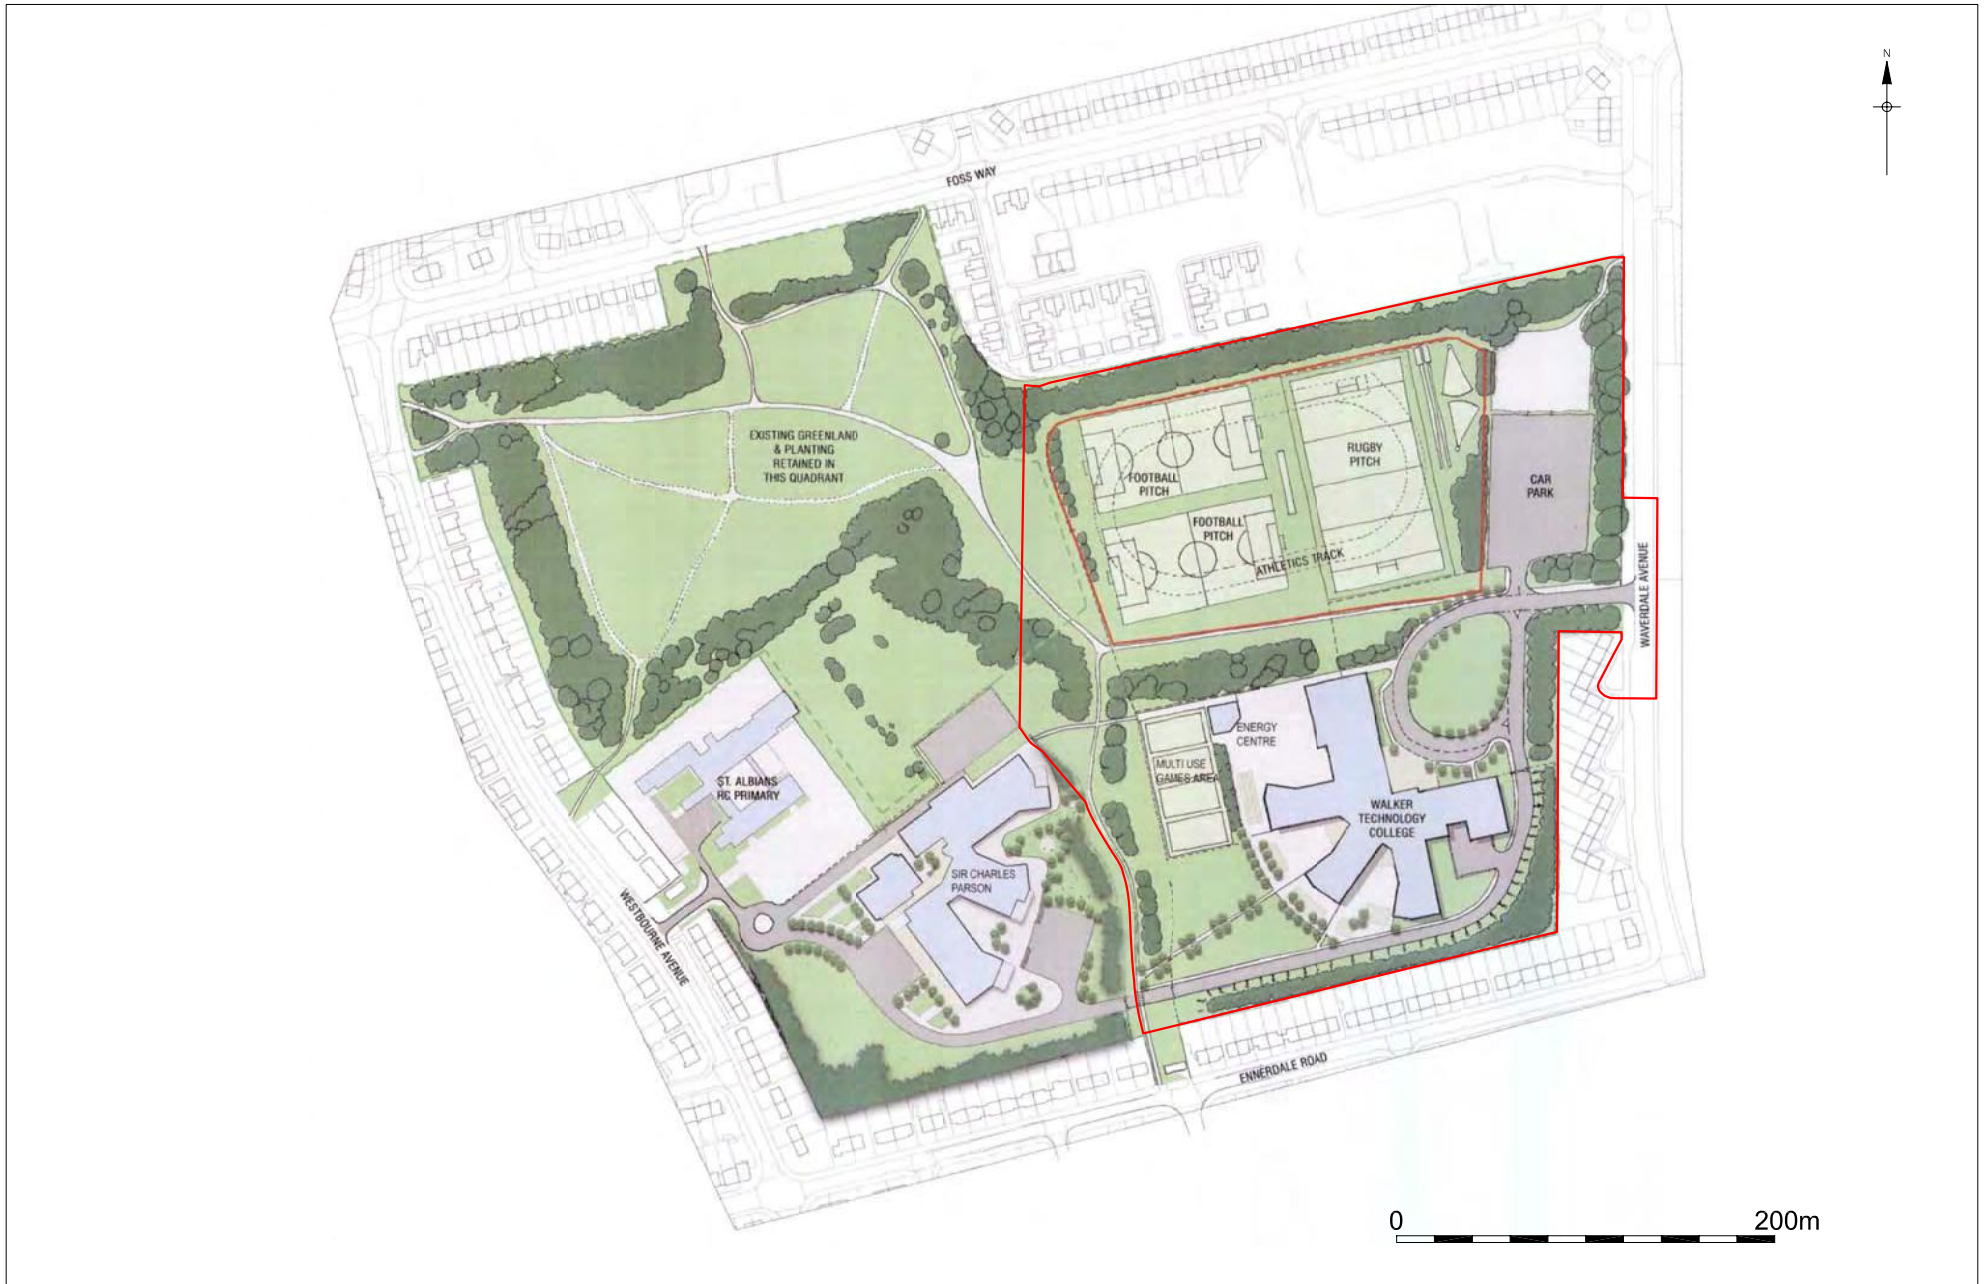 N
FOSS WAY
EXISTING GREENLAND
& PLANTING
RETAINED IN
THIS QUADRANT
FOOTBALL
PITCH
RUGBY
PITCH
FOOTBALL
PITCH
ATHLETICS TRACK
CAR
PARK
WAVERDALE AVENUE
ENERGY
CENTRE
MULTI USE
GAMES AREA
WALKER
TECHNOLOGY
COLLEGE
ST. ALBIANS
RC PRIMARY
SIR CHARLES
PARSON
WESTBOURNE AVENUE
ENNERDALE ROAD
0 200m